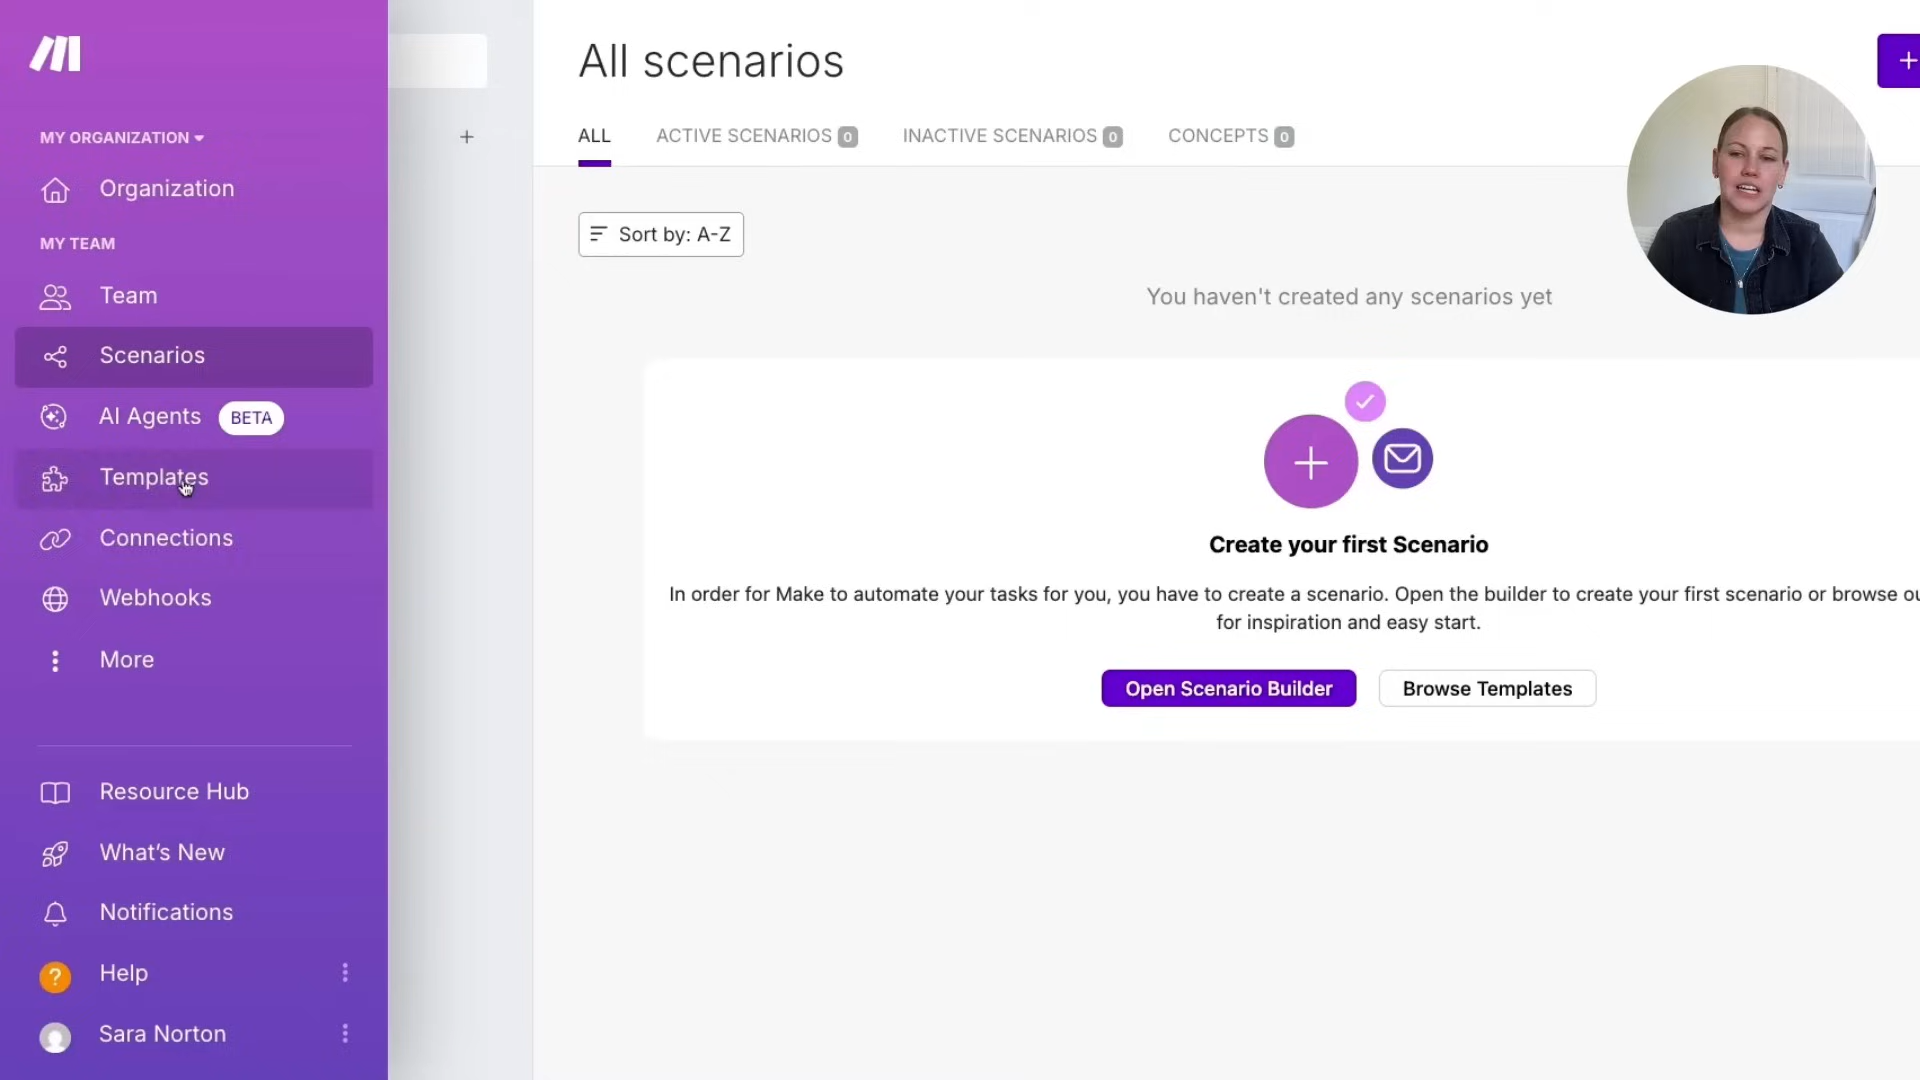 MY ORGANIZATION
Organization
MY TEAM
Team
Scenarios
AI Agents BETA
Templates
Connections
Webhooks
More
Resource Hub
What's New
Notifications
? Help
Sara Norton
All scenarios
ALL ACTIVE SCENARIOS 0 INACTIVE SCENARIOS 0 CONCEPTS 0
Sort by: A-Z
You haven't created any scenarios yet
Create your first Scenario
In order for Make to automate your tasks for you, you have to create a scenario. Open the builder to create your first scenario or browse
for inspiration and easy start.
Open Scenario Builder Browse Templates